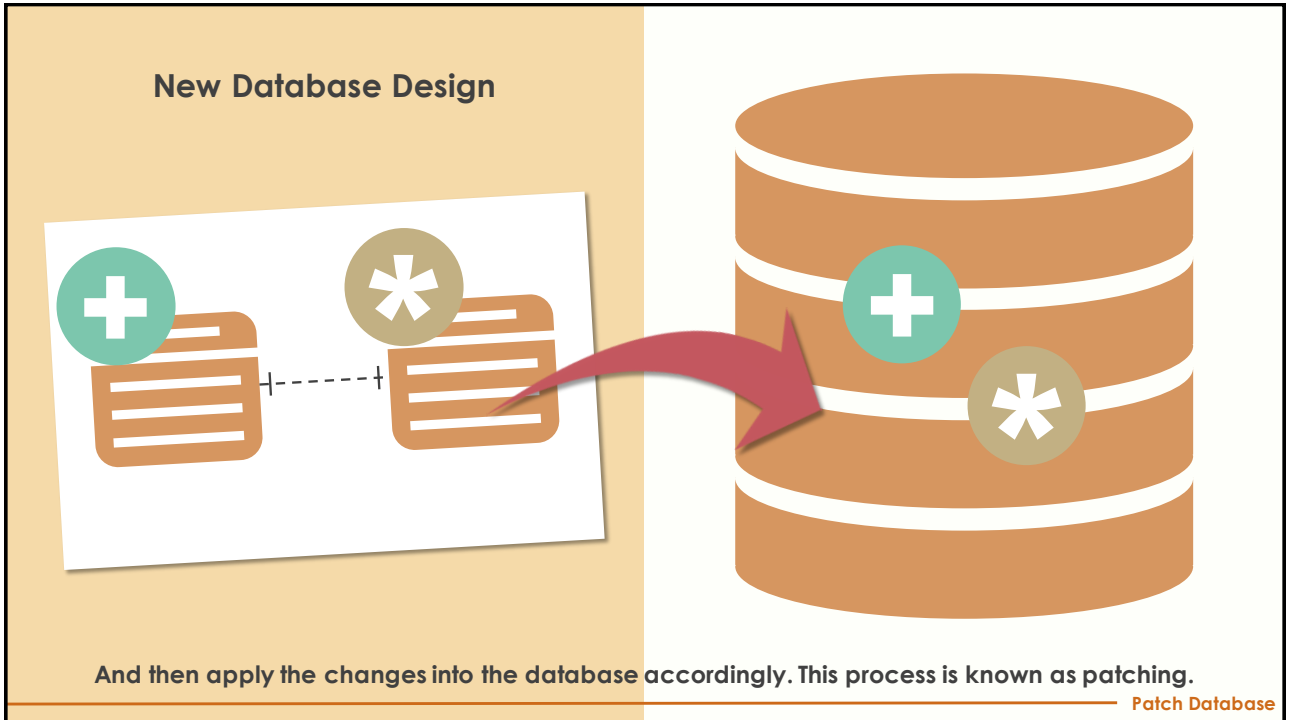 New Database Design
And then apply the changes into the database accordingly. This process is known as patching.
Patch Database